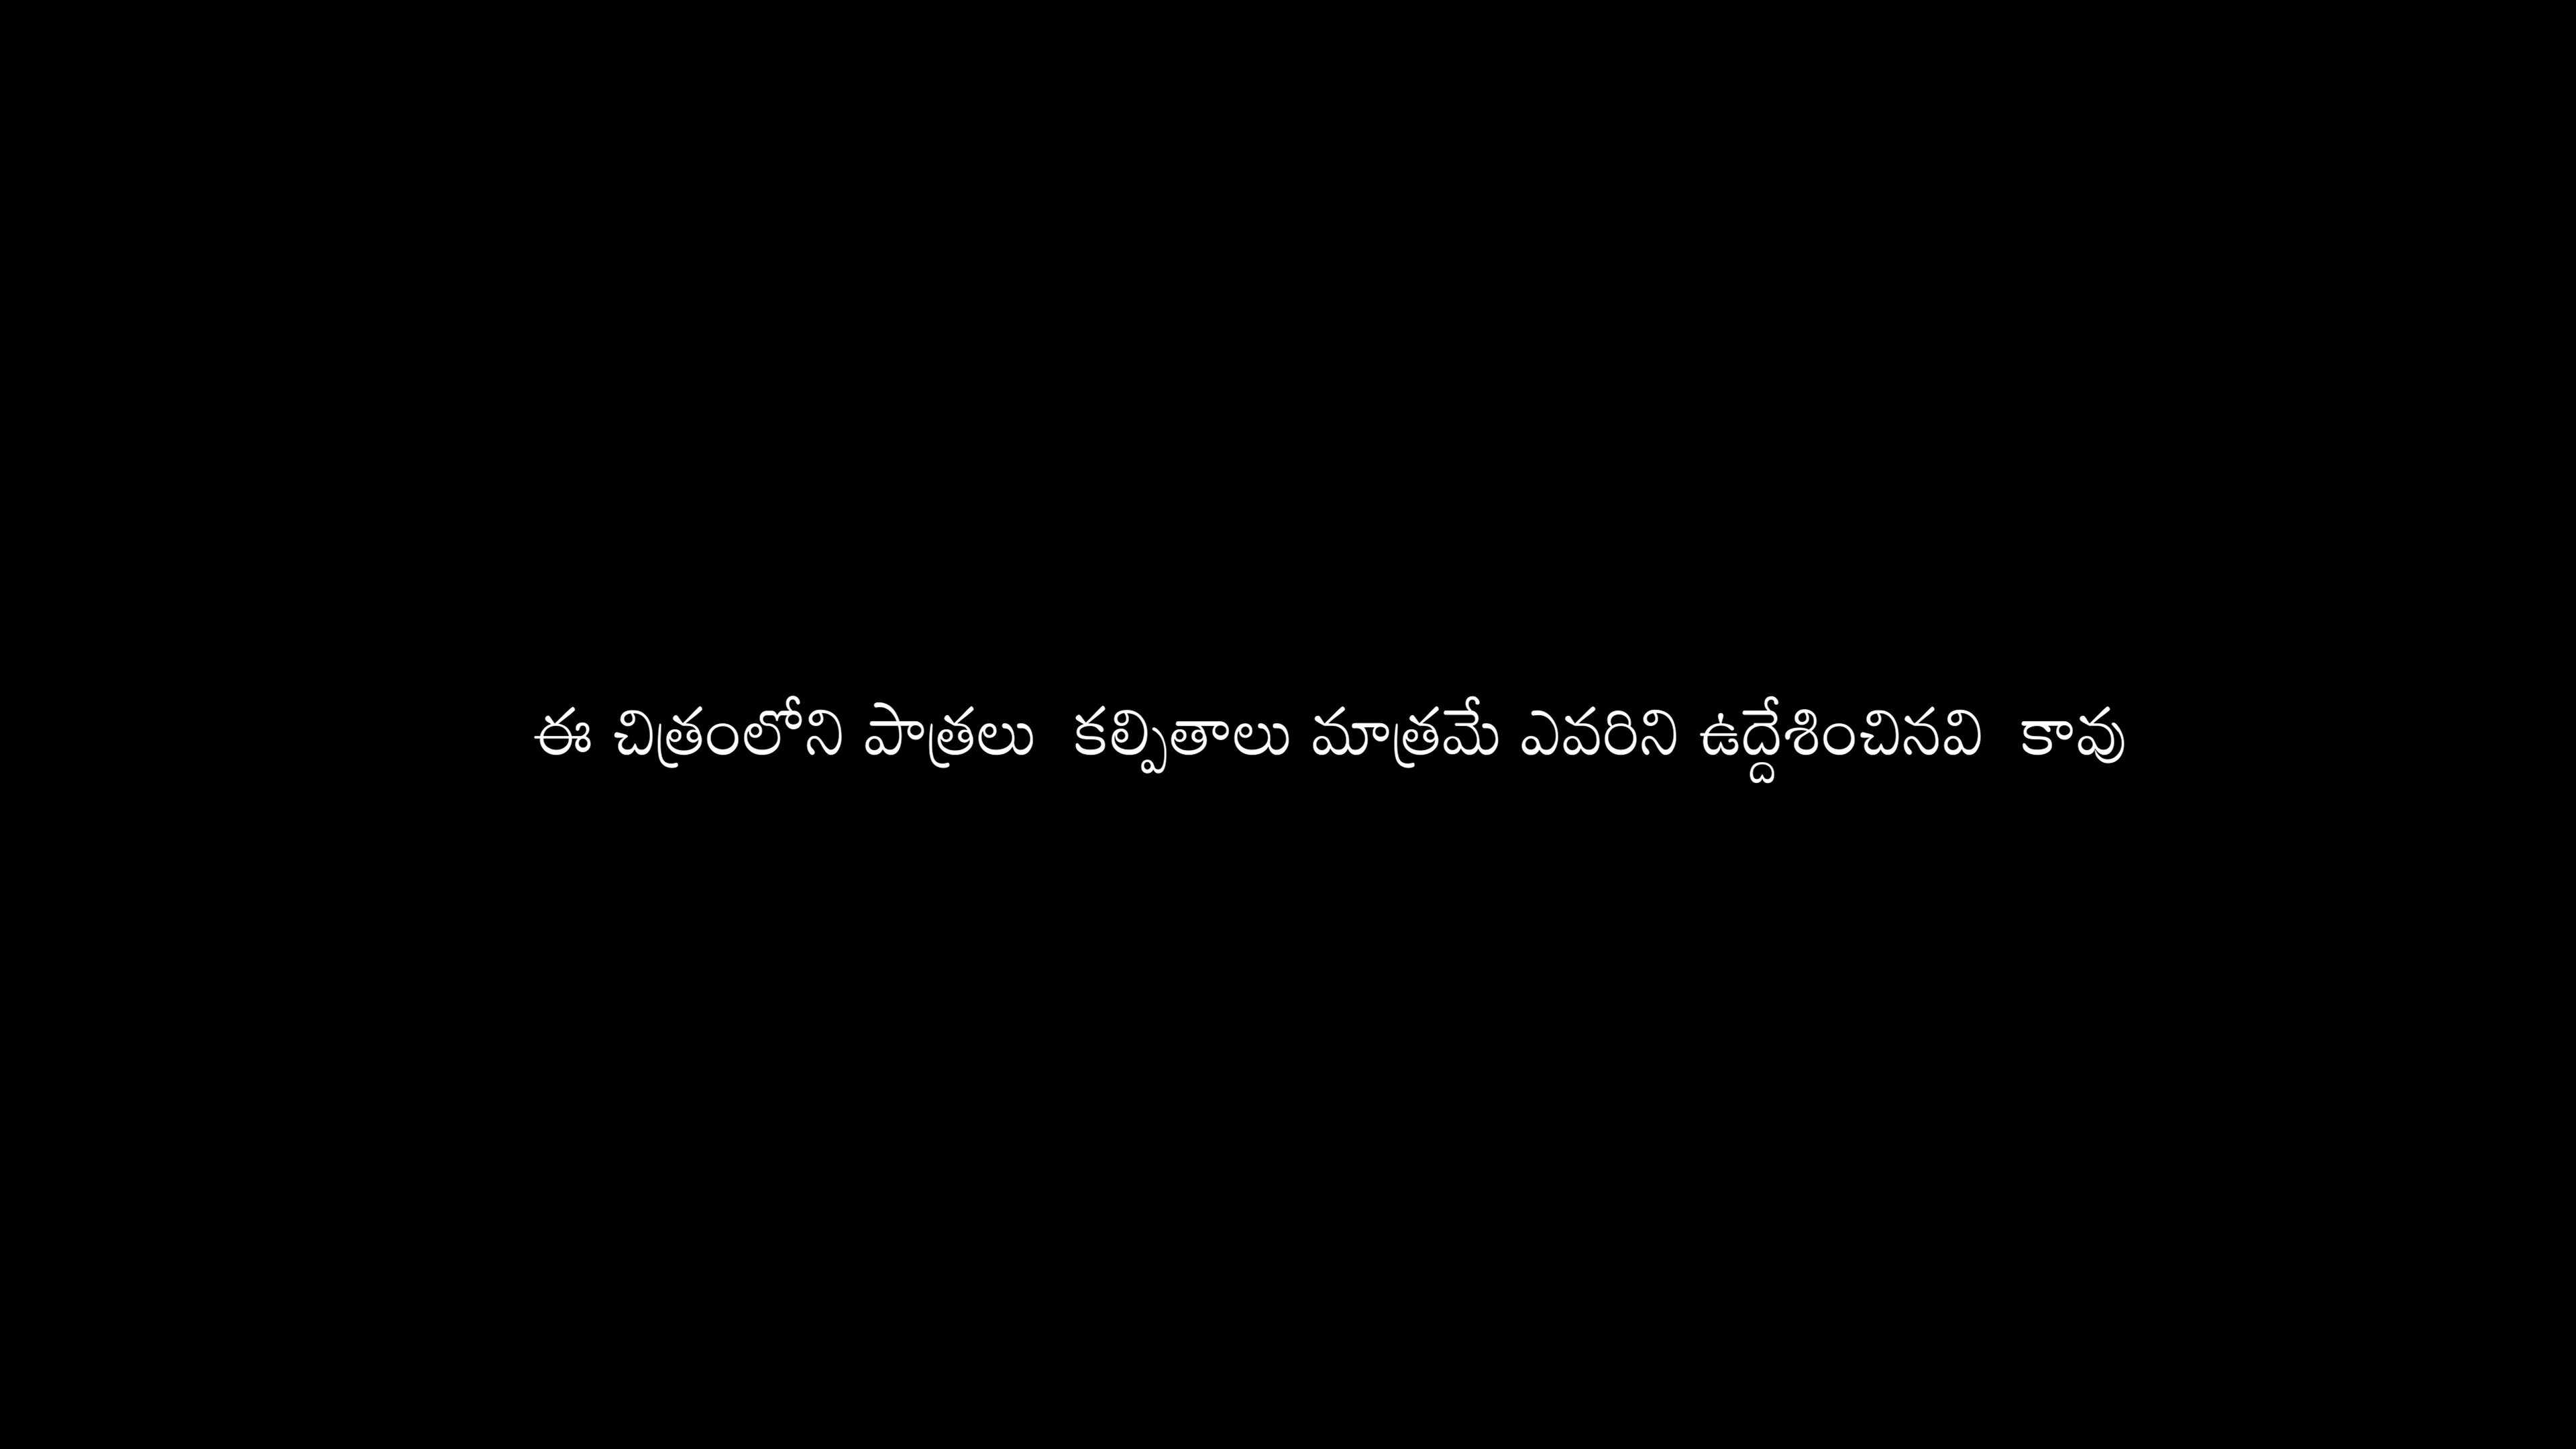 ఈ చిత్రంలోని పాత్రలు  కల్పితాలు మాత్రమే ఎవరిని ఉద్దేశించినవి  కావు